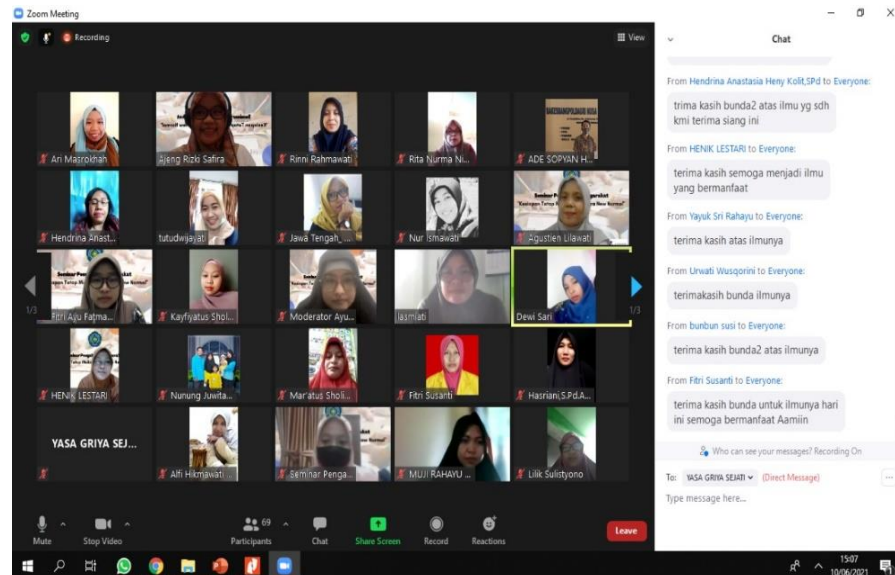 Zoom Meeting
Recording
View
Ari Masrokhah
Ajeng Rizki Safira
Rinni Rahmawati
Rita Nurma Ni...
ADE SOPYAN H...
Hendrina Anast...
tutudwijayati
Jawa Tengah_...
Nur Ismawati
Agustien Lilawati
1/3
Fitri Ayu Fatma...
Kayfiyatus Shol...
Moderator Ayu...
Iasmiati
Dewi Sari
1/3
HENIK LESTARI
Nunung Juwita...
Mar'atus Sholi...
Fitri Susanti
Hasriani,S.Pd.A...
YASA GRIYA SEJ...
Alfi Hikmawati ...
Seminar Penga...
MUJI RAHAYU ...
Lilik Sulistyono
Mute
Stop Video
69
Participants
Chat
Share Screen
Record
Reactions
Leave
Chat
From Hendrina Anastasia Heny Kolit,SPd to Everyone:
trima kasih bunda2 atas ilmu yg sdh
kmi terima siang ini
From HENIK LESTARI to Everyone:
terima kasih semoga menjadi ilmu
yang bermanfaat
From Yayuk Sri Rahayu to Everyone:
terima kasih atas ilmunya
From Urwati Wusqorini to Everyone:
terimakasih bunda ilmunya
From bunbun susi to Everyone:
terima kasih bunda2 atas ilmunya
From Fitri Susanti to Everyone:
terima kasih bunda untuk ilmunya hari
ini semoga bermanfaat Aamiin
Who can see your messages? Recording On
To: YASA GRIYA SEJATI (Direct Message)
Type message here...
15:07
10/06/2021